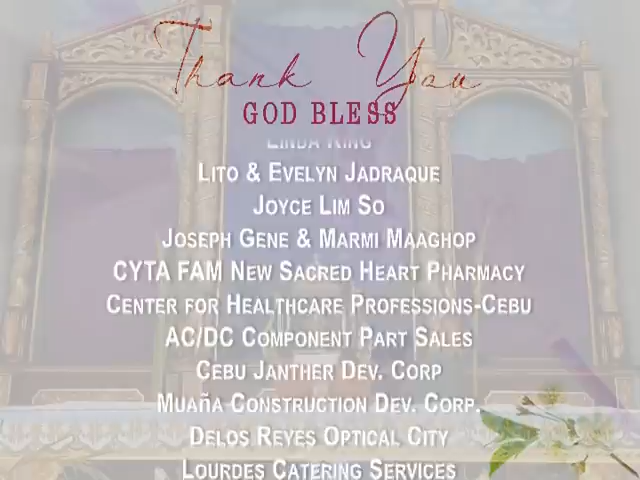 Thank You
GOD BLESS
LINDA KING
LITO & EVELYN JADRAQUE
JOYCE LIM SO
JOSEPH GENE & MARMI MAAGHOP
CYTA FAM NEW SACRED HEART PHARMACY
CENTER FOR HEALTHCARE PROFESSIONS-CEBU
AC/DC COMPONENT PART SALES
CEBU JANTHER DEV. CORP
MUAñA CONSTRUCTION DEV. CORP.
DELOS REYES OPTICAL CITY
LOURDES CATERING SERVICES